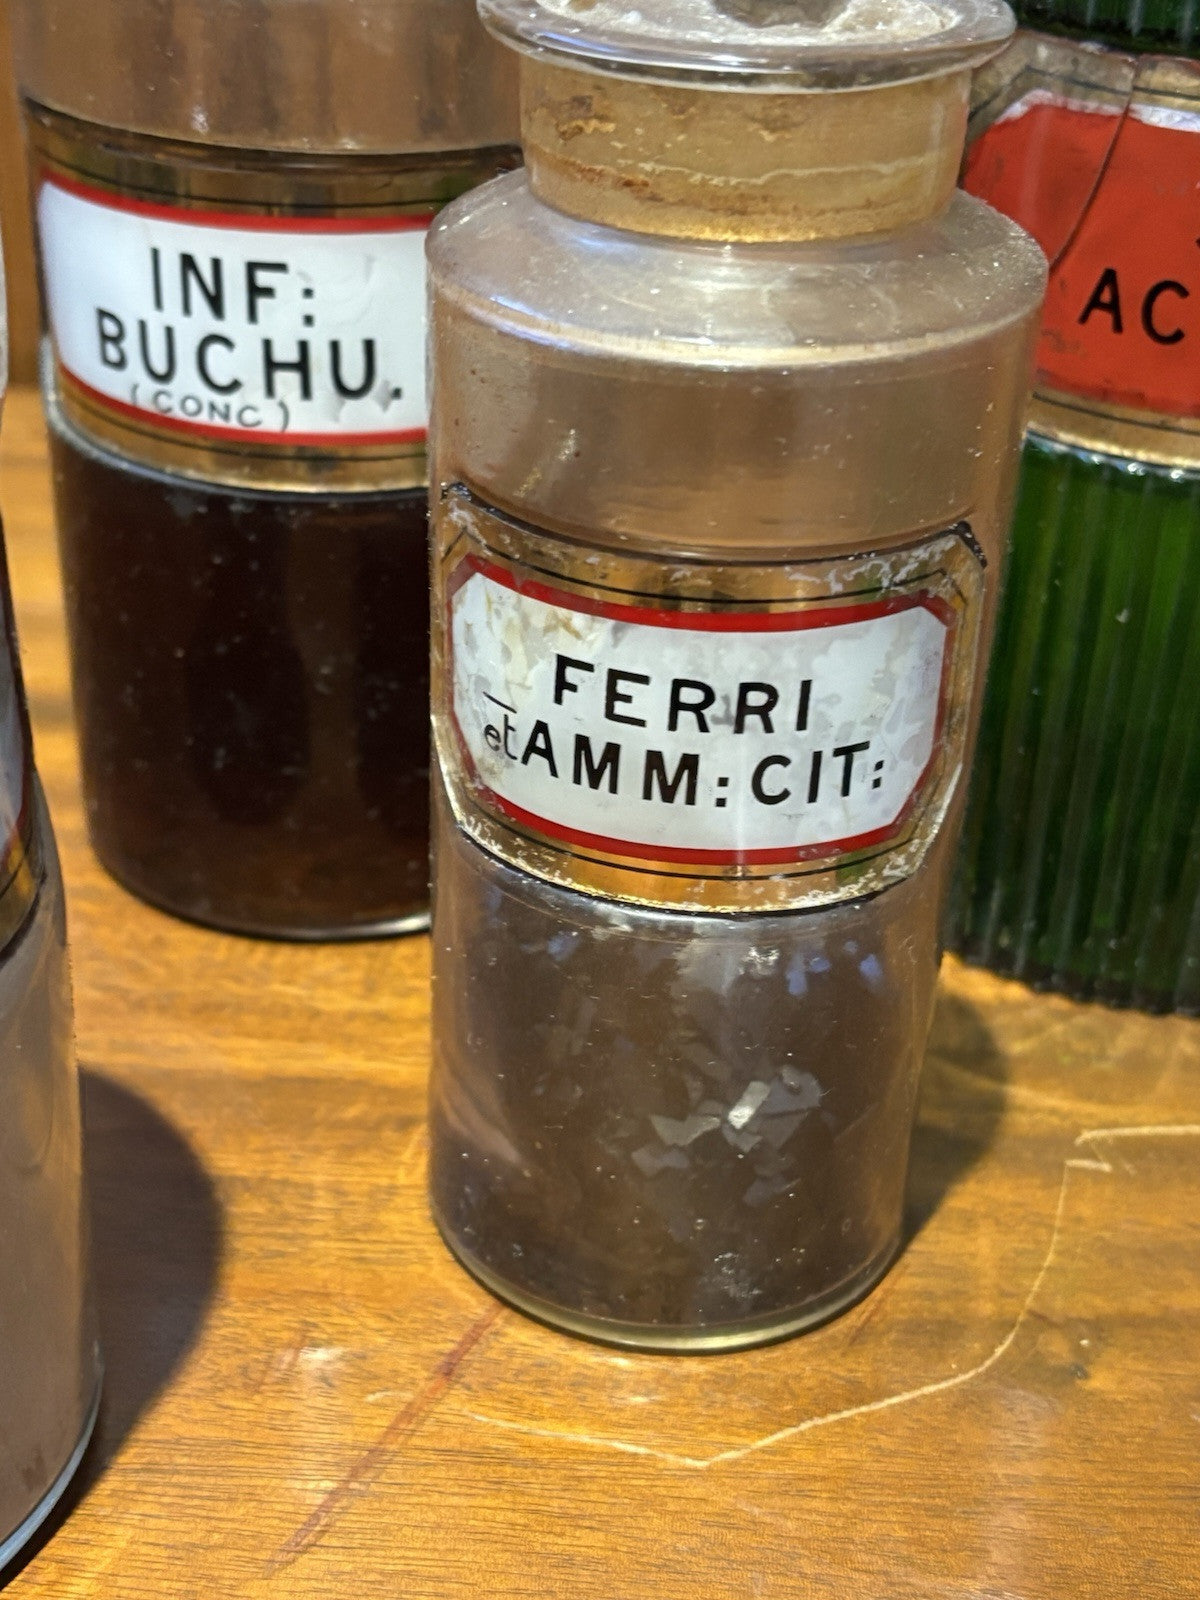 INF:
BUCHU.
(CONC)
FERRI
et AMM: CIT:
AC